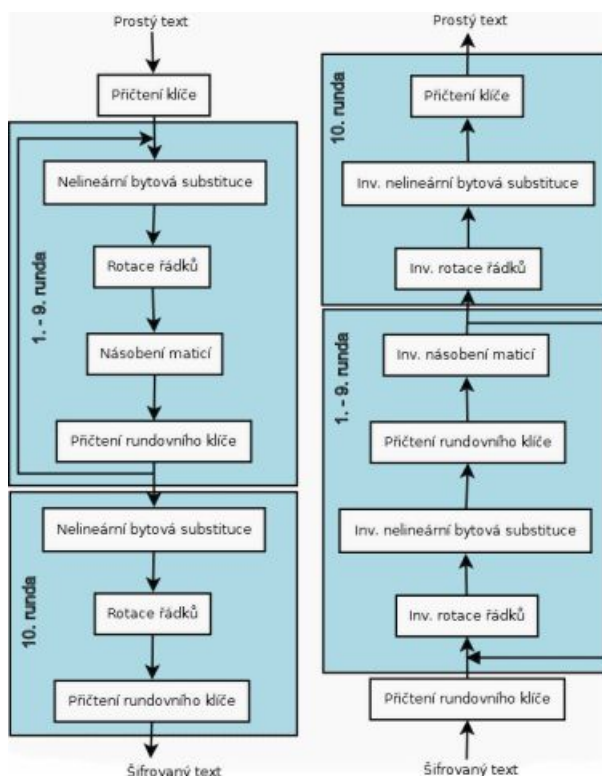 Prostý text
Přičtení klíče
1. - 9. runda
Nelineární bytová substituce
Rotace řádků
Násobení maticí
Přičtení rundovního klíče
10. runda
Nelineární bytová substituce
Rotace řádků
Přičtení rundovního klíče
Šifrovaný text
Prostý text
10. runda
Přičtení klíče
Inv. nelineární bytová substituce
Inv. rotace řádků
1. - 9. runda
Inv. násobení maticí
Přičtení rundovního klíče
Inv. nelineární bytová substituce
Inv. rotace řádků
Přičtení rundovního klíče
Šifrovaný text